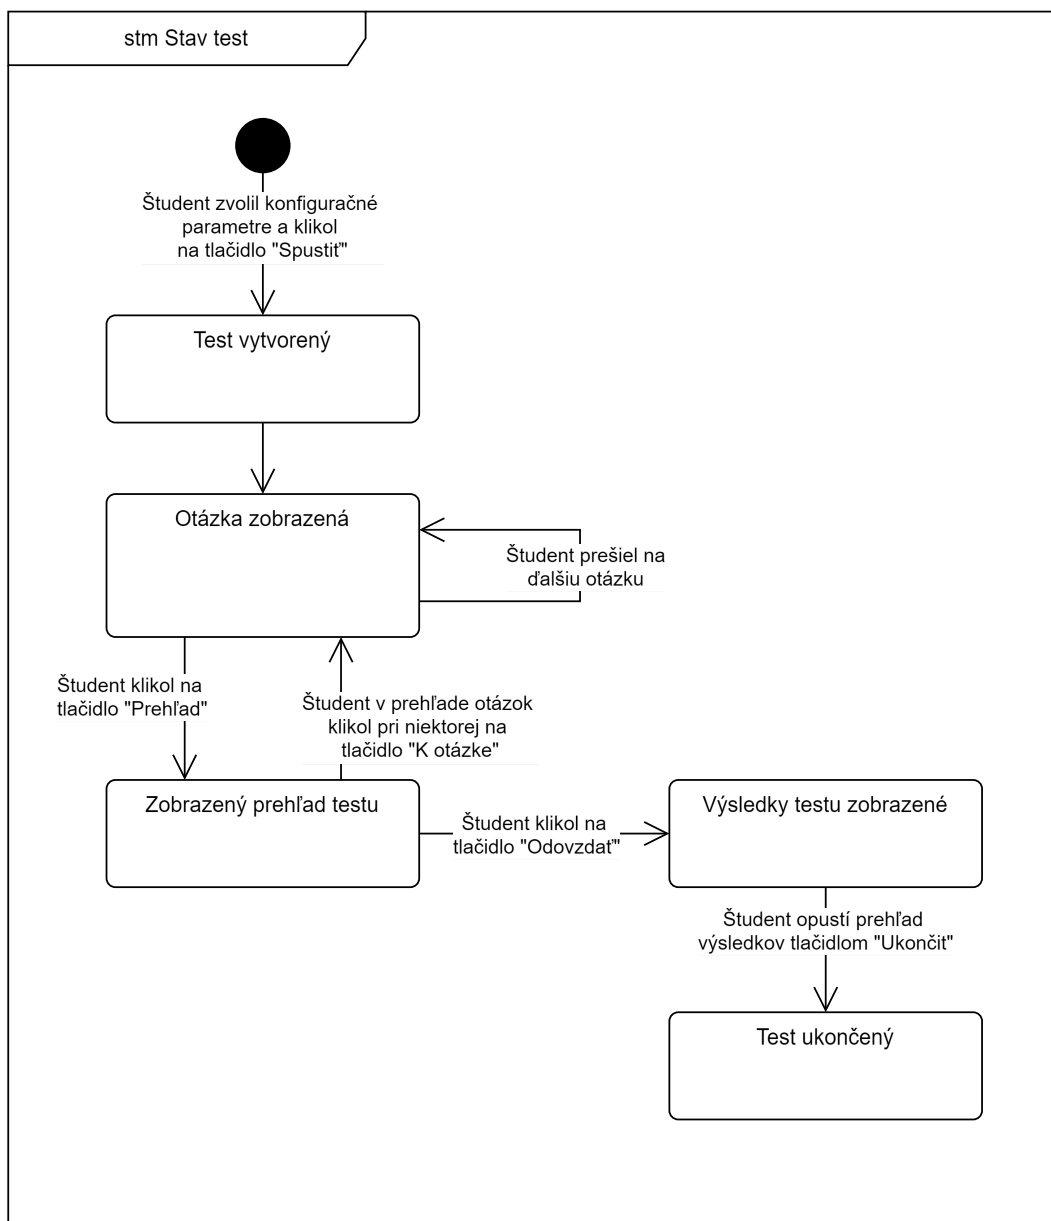 stm Stav test
Študent zvolil konfiguračné
parametre a klikol
na tlačidlo "Spustiť"
Test vytvorený
Otázka zobrazená
Študent prešiel na
ďalšiu otázku
Študent klikol na
tlačidlo "Prehľad"
Študent v prehľade otázok
klikol pri niektorej na
tlačidlo "K otázke"
Zobrazený prehľad testu
Študent klikol na
tlačidlo "Odovzdať"
Výsledky testu zobrazené
Študent opustí prehľad
výsledkov tlačidlom "Ukončit"
Test ukončený